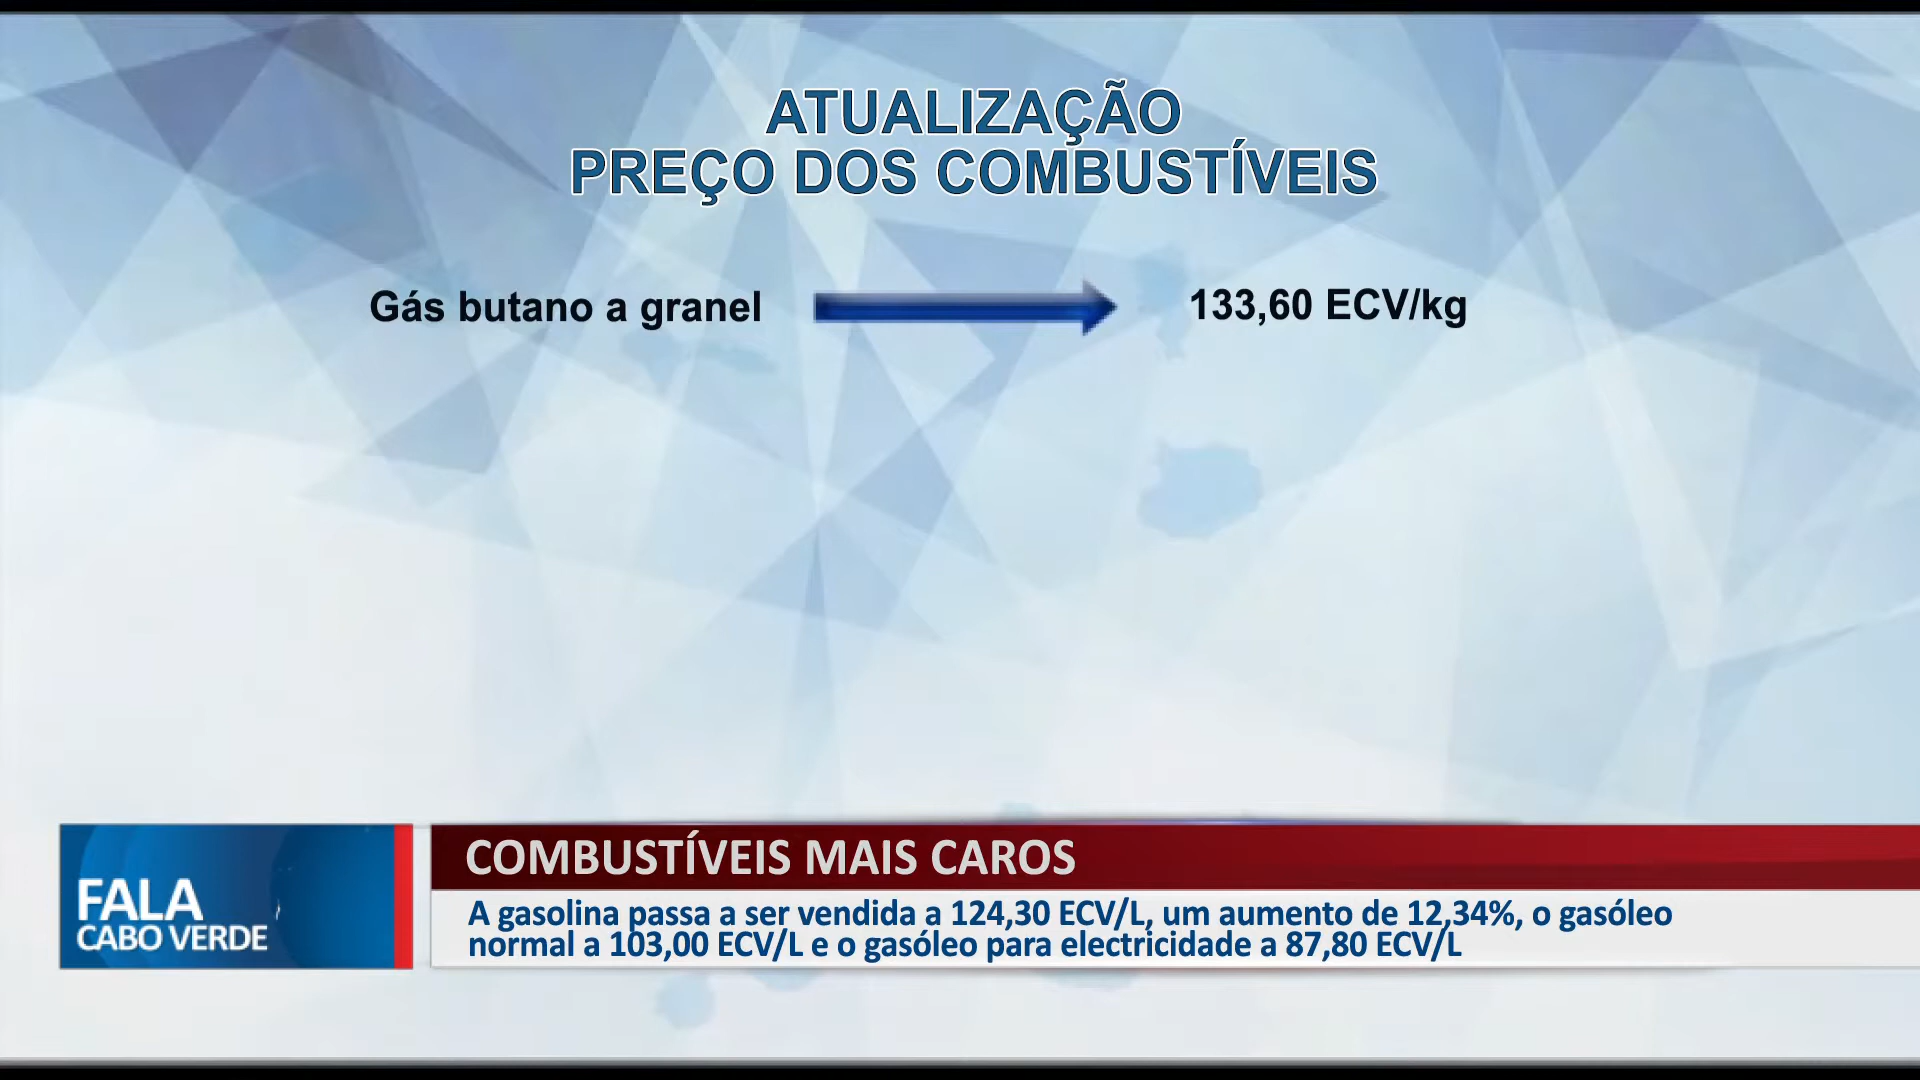 ATUALIZAÇÃO
PREÇO DOS COMBUSTÍVEIS
Gás butano a granel 133,60 ECV/kg
COMBUSTÍVEIS MAIS CAROS
A gasolina passa a ser vendida a 124,30 ECV/L, um aumento de 12,34%, o gasóleo
normal a 103,00 ECV/L e o gasóleo para electricidade a 87,80 ECV/L
FALA
CABO VERDE